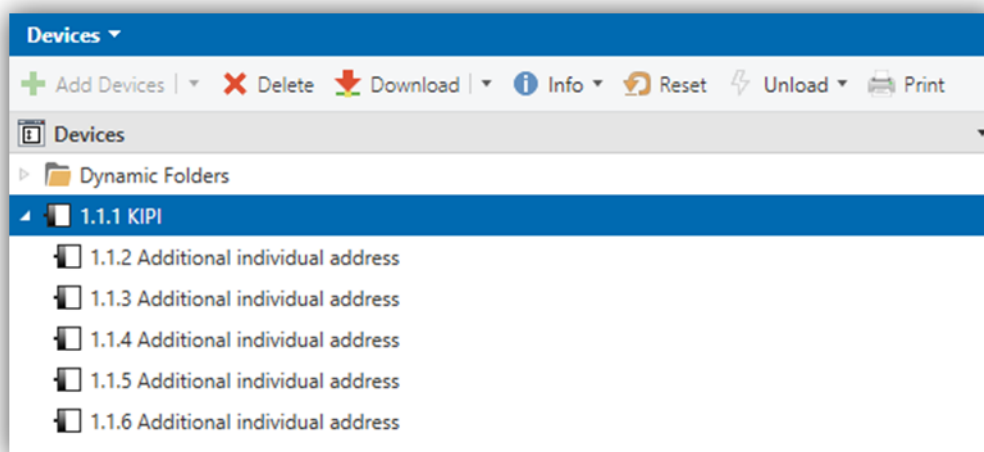 Devices
Add Devices Delete Download Info Reset Unload Print
Devices
Dynamic Folders
1.1.1 KIPI
1.1.2 Additional individual address
1.1.3 Additional individual address
1.1.4 Additional individual address
1.1.5 Additional individual address
1.1.6 Additional individual address